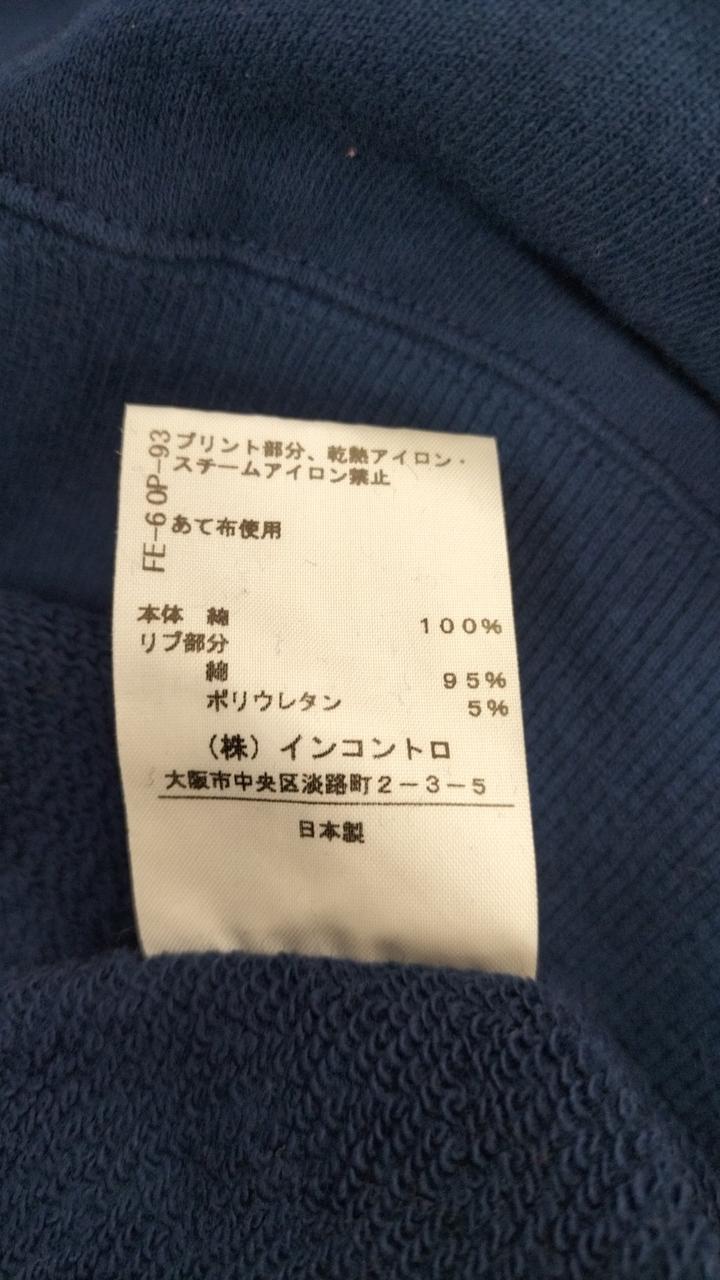 プリント部分、乾熱アイロン・
スチームアイロン禁止
あて布使用
FE-6 OP-93
本体 綿 100%
リブ部分
綿 95%
ポリウレタン 5%
（株）インコントロ
大阪市中央区淡路町2-3-5
日本製